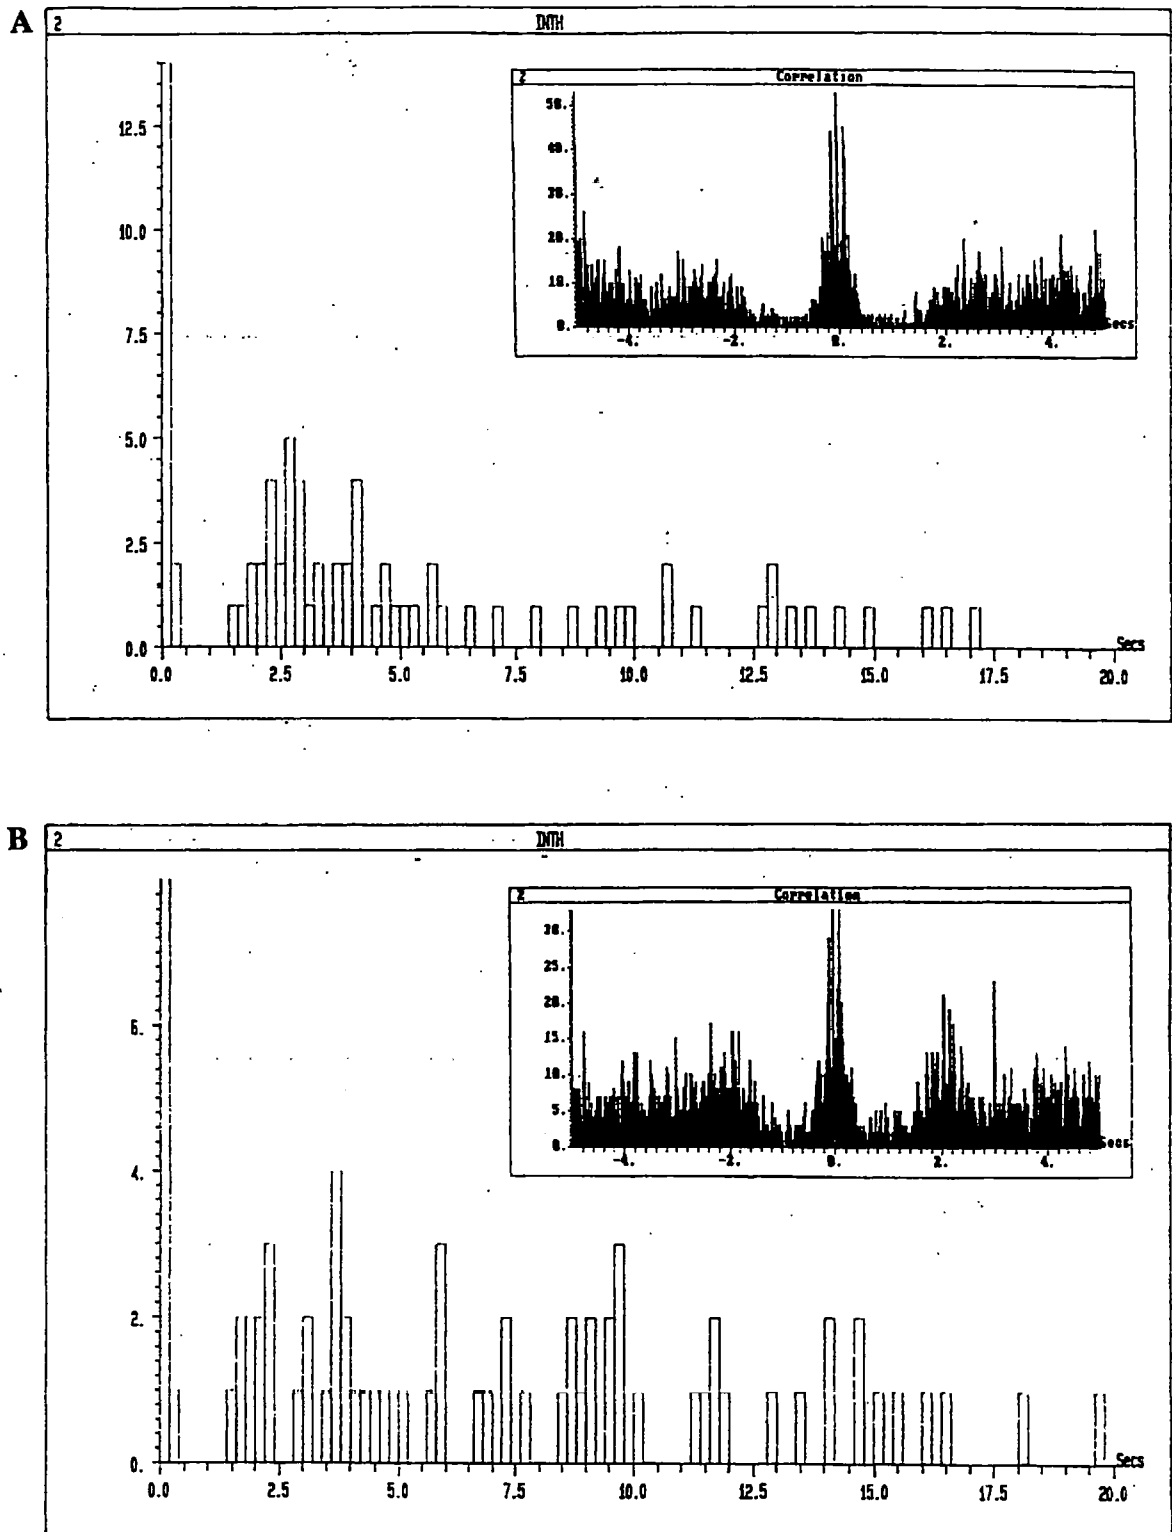 A
2 INTH
12.5
10.0
7.5
5.0
2.5
0.0
0.0 2.5 5.0 7.5 10.0 12.5 15.0 17.5 20.0
Secs
2 Correlation
50.
40.
30.
20.
10.
0.
-4. -2. 0. 2. 4.
Secs
B
2 INTH
6.
4.
2.
0.
0.0 2.5 5.0 7.5 10.0 12.5 15.0 17.5 20.0
Secs
2 Correlation
30.
25.
20.
15.
10.
5.
0.
-4. -2. 0. 2. 4.
Secs